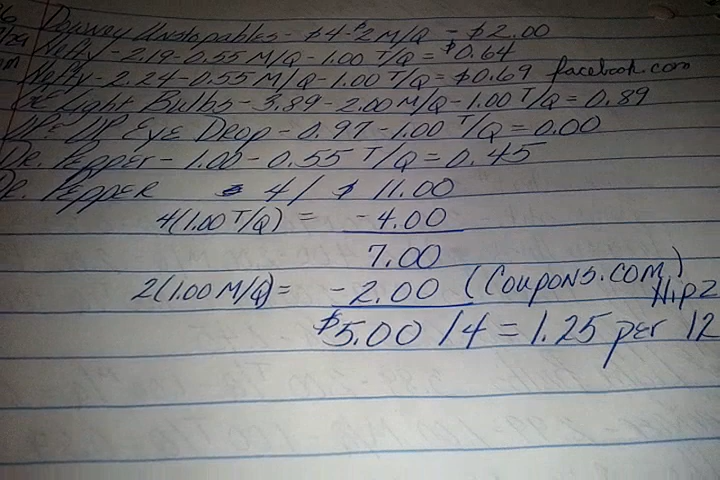 Downy Unstopables - $4 - $2 M/Q - $2.00
Hefty - 2.19 - 0.55 M/Q - 1.00 T/Q = $0.64
Hefty - 2.24 - 0.55 M/Q - 1.00 T/Q = $0.69 facebook.com
GE Light Bulbs - 3.89 - 2.00 M/Q - 1.00 T/Q = 0.89
UP & UP Eye Drop - 0.97 - 1.00 T/Q = 0.00
Dr. Pepper - 1.00 - 0.55 T/Q = 0.45
Dr. Pepper 4 / $ 11.00
4(1.00 T/Q) = - 4.00
7.00
2(1.00 M/Q) = - 2.00 (Coupons.com)
$5.00 / 4 = 1.25 per 12